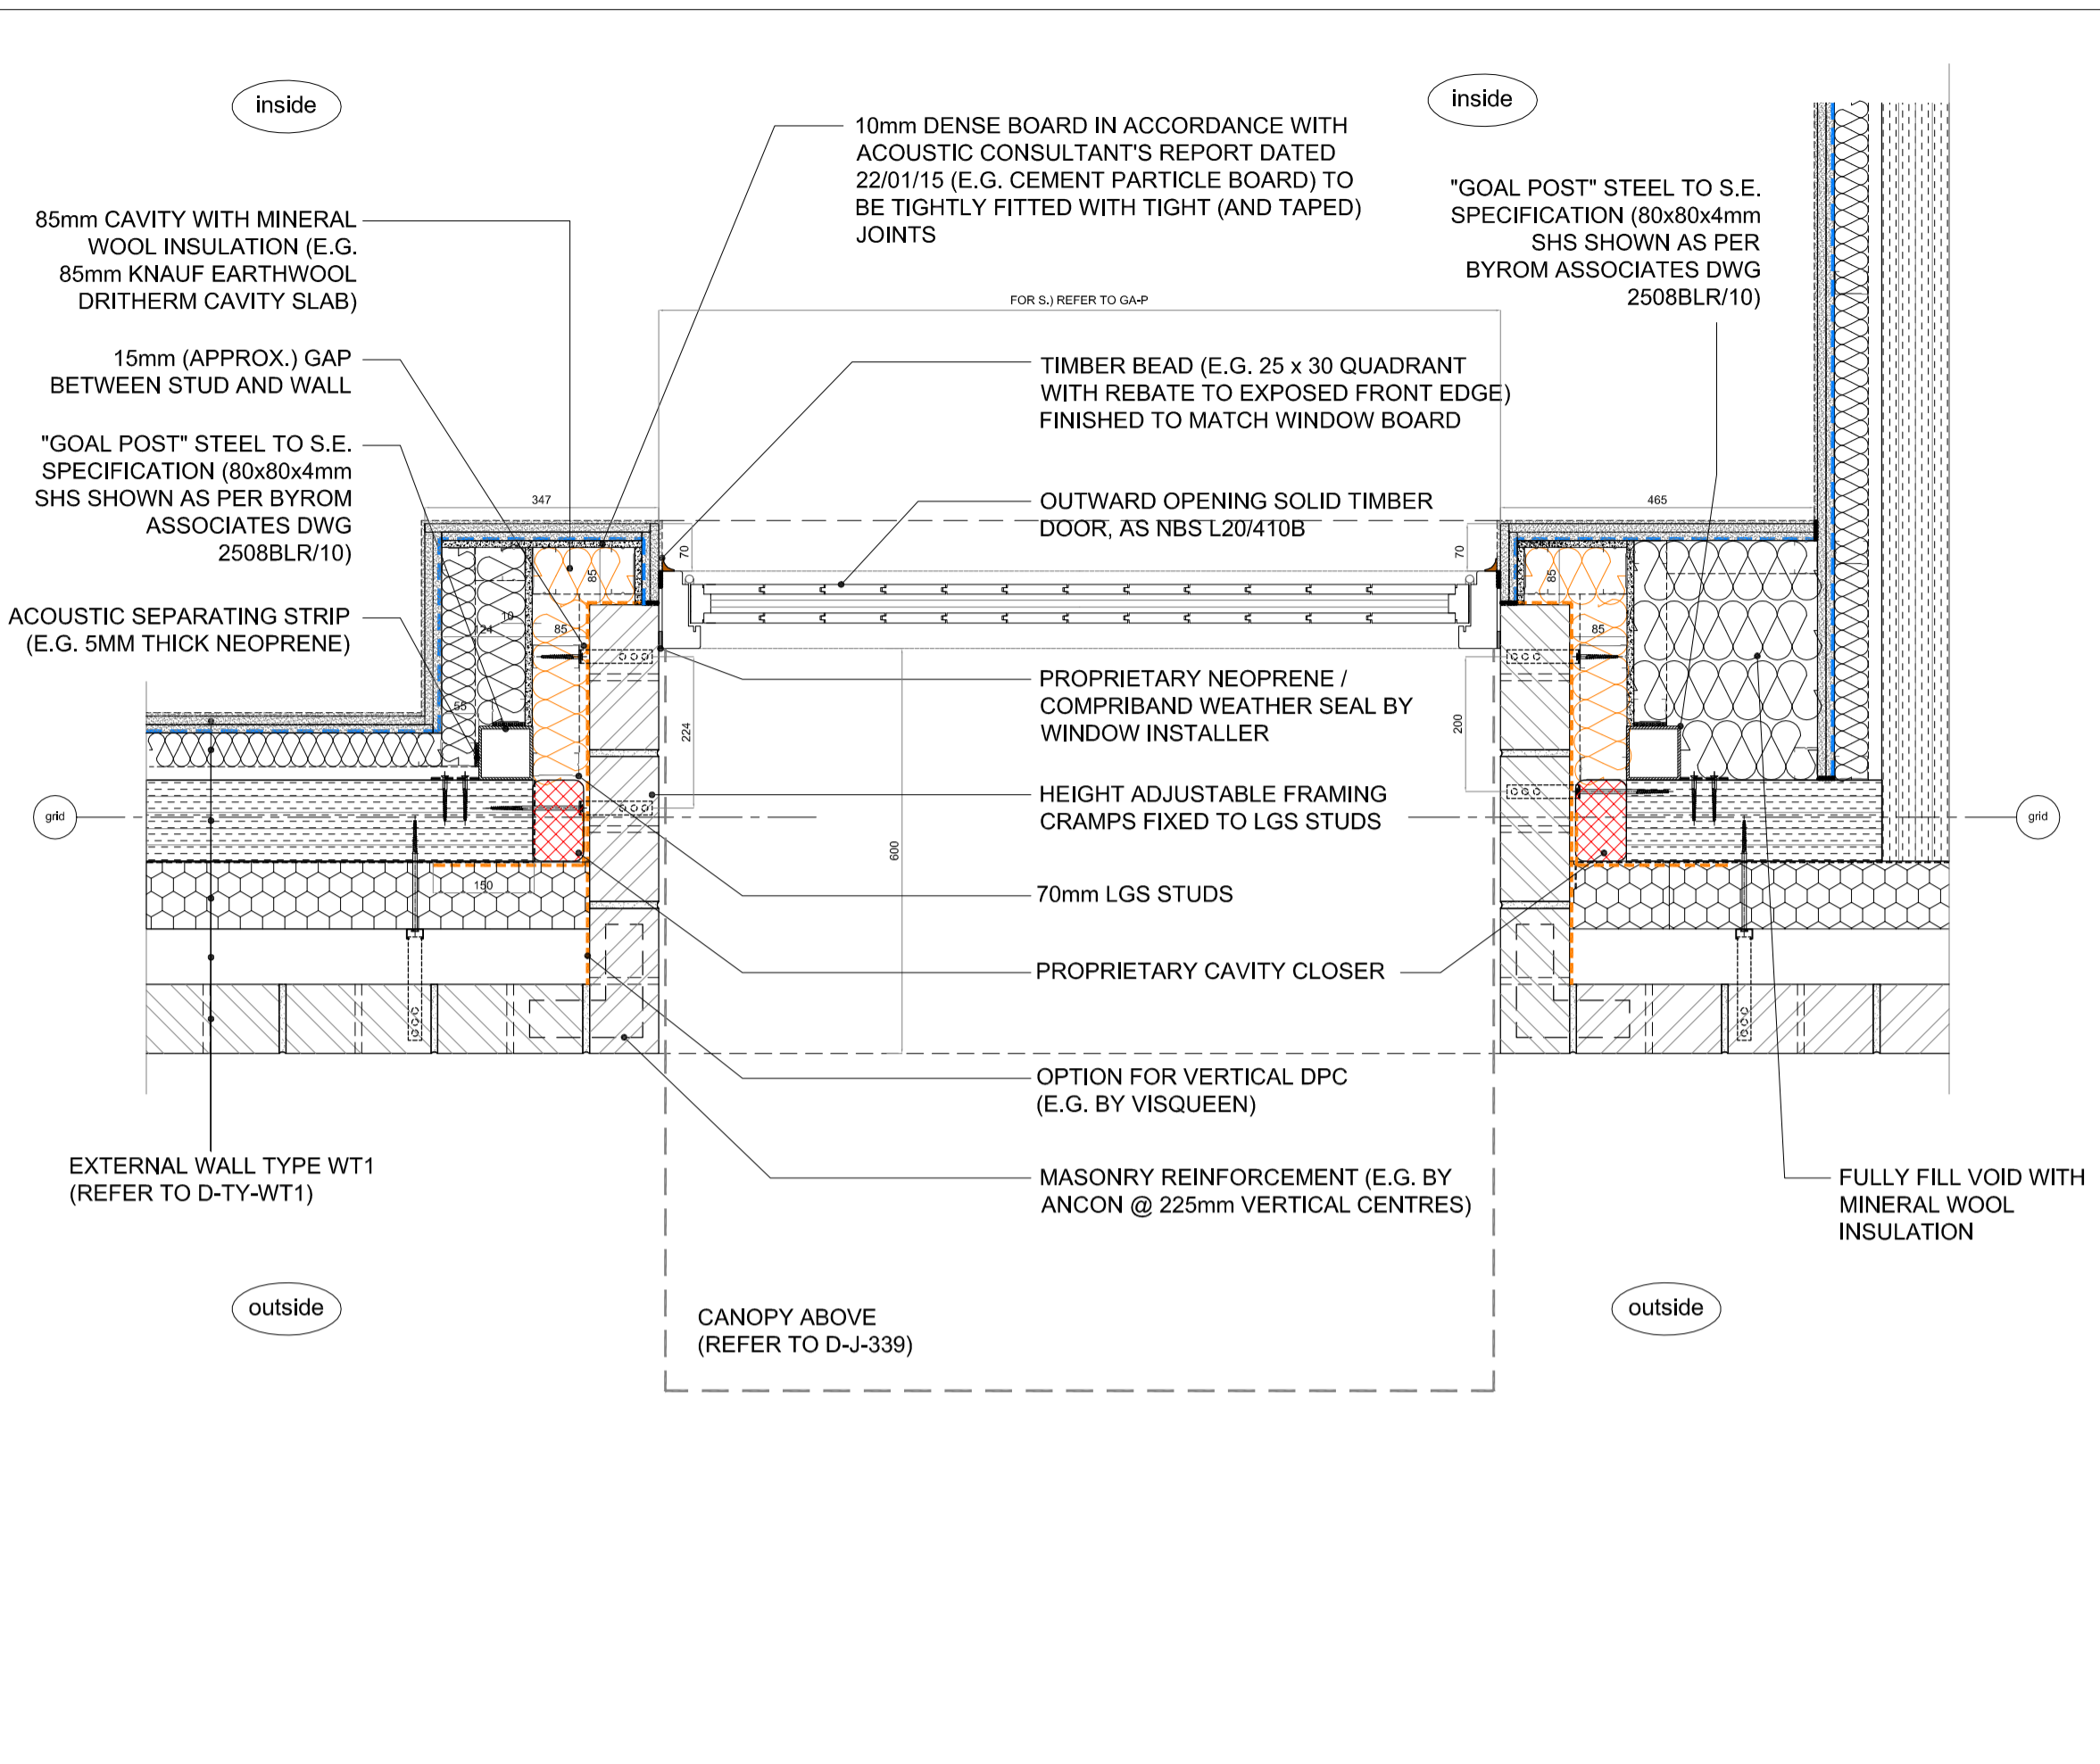 inside
inside
10mm DENSE BOARD IN ACCORDANCE WITH
ACOUSTIC CONSULTANT'S REPORT DATED
22/01/15 (E.G. CEMENT PARTICLE BOARD) TO
BE TIGHTLY FITTED WITH TIGHT (AND TAPED)
JOINTS
"GOAL POST" STEEL TO S.E.
SPECIFICATION (80x80x4mm
SHS SHOWN AS PER
BYROM ASSOCIATES DWG
2508BLR/10)
85mm CAVITY WITH MINERAL
WOOL INSULATION (E.G.
85mm KNAUF EARTHWOOL
DRITHERM CAVITY SLAB)
FOR S.) REFER TO GA-P
15mm (APPROX.) GAP
BETWEEN STUD AND WALL
TIMBER BEAD (E.G. 25 x 30 QUADRANT
WITH REBATE TO EXPOSED FRONT EDGE)
FINISHED TO MATCH WINDOW BOARD
"GOAL POST" STEEL TO S.E.
SPECIFICATION (80x80x4mm
SHS SHOWN AS PER BYROM
ASSOCIATES DWG
2508BLR/10)
347
465
OUTWARD OPENING SOLID TIMBER
DOOR, AS NBS L20/410B
70
70
85
85
ACOUSTIC SEPARATING STRIP
(E.G. 5MM THICK NEOPRENE)
10
24
85
85
PROPRIETARY NEOPRENE /
COMPRIBAND WEATHER SEAL BY
WINDOW INSTALLER
55
224
200
HEIGHT ADJUSTABLE FRAMING
CRAMPS FIXED TO LGS STUDS
grid
grid
600
150
70mm LGS STUDS
PROPRIETARY CAVITY CLOSER
OPTION FOR VERTICAL DPC
(E.G. BY VISQUEEN)
EXTERNAL WALL TYPE WT1
(REFER TO D-TY-WT1)
MASONRY REINFORCEMENT (E.G. BY
ANCON @ 225mm VERTICAL CENTRES)
FULLY FILL VOID WITH
MINERAL WOOL
INSULATION
outside
outside
CANOPY ABOVE
(REFER TO D-J-339)